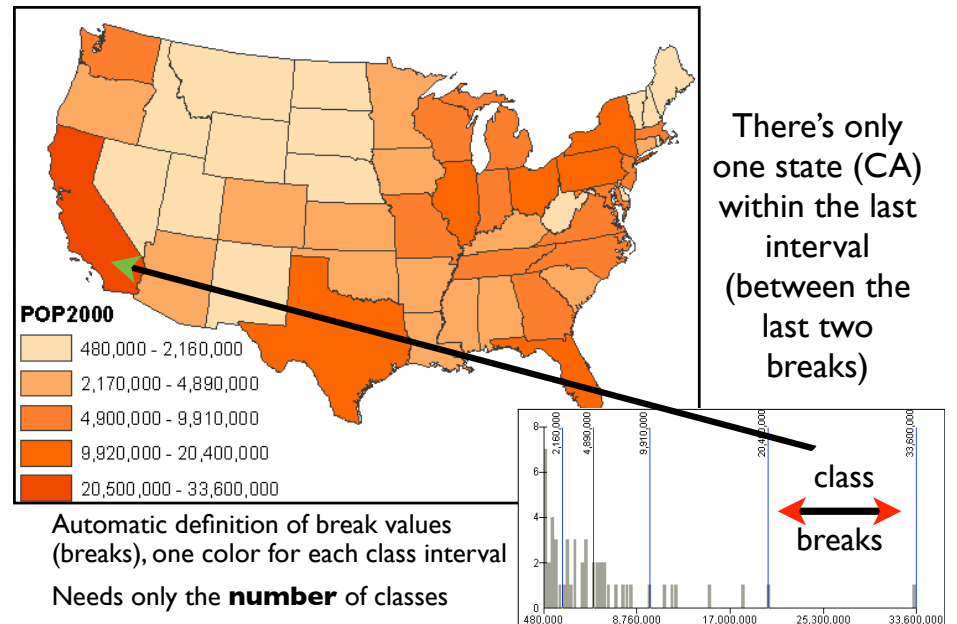 There's only
one state (CA)
within the last
interval
(between the
last two
breaks)
POP2000
480,000 - 2,160,000
2,170,000 - 4,890,000
4,900,000 - 9,910,000
9,920,000 - 20,400,000
20,500,000 - 33,600,000
Automatic definition of break values
(breaks), one color for each class interval
Needs only the number of classes
8
6
4
2
0
2,160,000
4,890,000
9,910,000
33,600,000
class
breaks
480,000
8,760,000
17,000,000
25,300,000
33,600,000